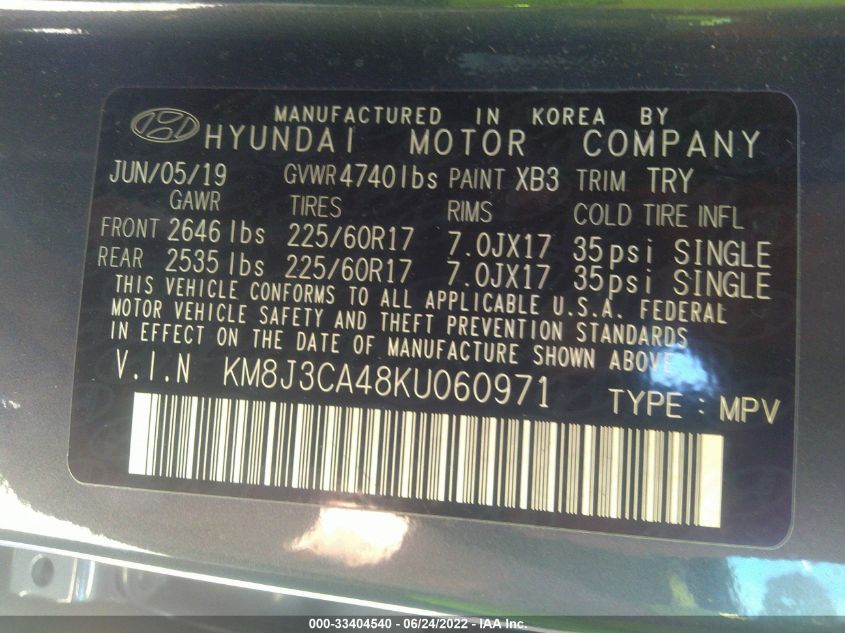 MANUFACTURED IN KOREA BY
HYUNDAI MOTOR COMPANY
JUN/05/19 GVWR 4740 lbs PAINT XB3 TRIM TRY
GAWR TIRES RIMS COLD TIRE INFL
FRONT 2646 lbs 225/60R17 7.0JX17 35psi SINGLE
REAR 2535 lbs 225/60R17 7.0JX17 35psi SINGLE
THIS VEHICLE CONFORMS TO ALL APPLICABLE U.S.A. FEDERAL
MOTOR VEHICLE SAFETY AND THEFT PREVENTION STANDARDS
IN EFFECT ON THE DATE OF MANUFACTURE SHOWN ABOVE
V.I.N KM8J3CA48KU060971 TYPE : MPV
000-33404540 - 06/24/2022 - IAA Inc.